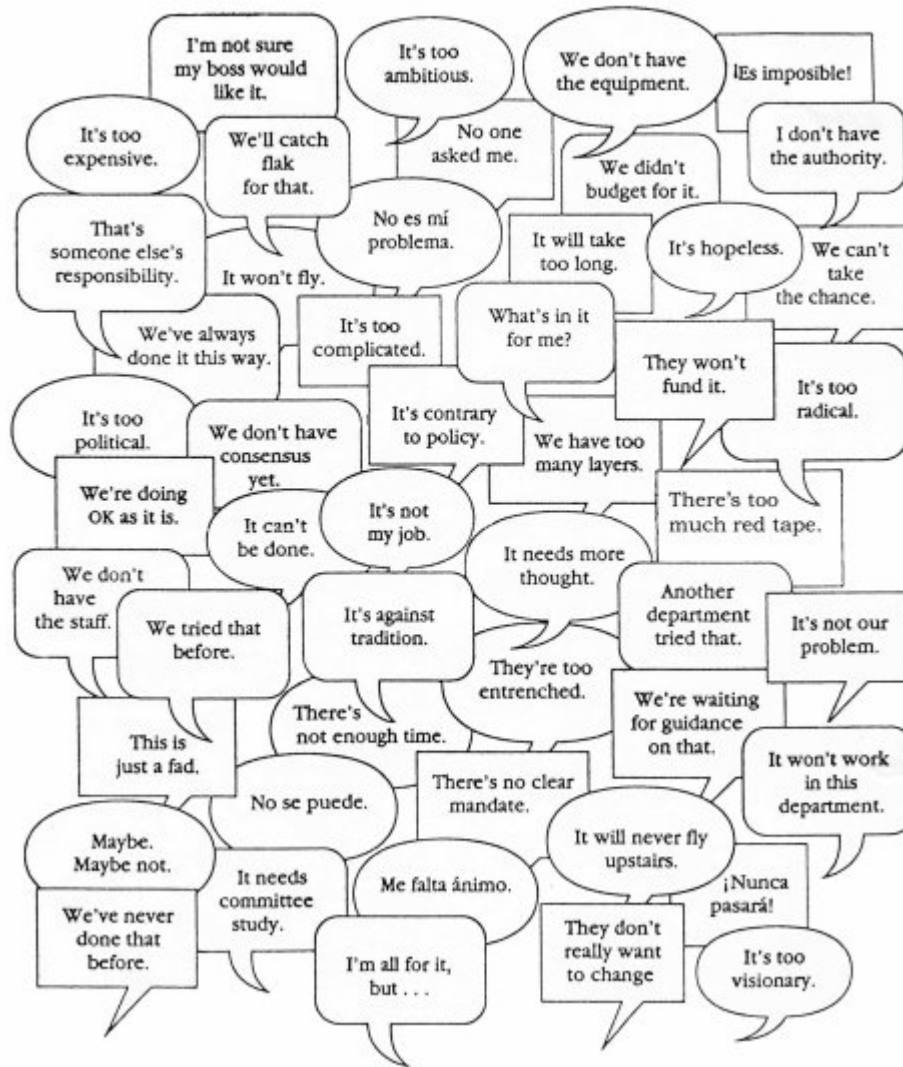 I'm not sure
my boss would
like it.
It's too
ambitious.
We don't have
the equipment.
¡Es imposible!
It's too
expensive.
We'll catch
flak
for that.
No one
asked me.
We didn't
budget for it.
I don't have
the authority.
That's
someone else's
responsibility.
It won't fly.
No es mí
problema.
It will take
too long.
It's hopeless.
We can't
take
the chance.
We've always
done it this way.
It's too
complicated.
What's in it
for me?
They won't
fund it.
It's too
radical.
It's too
political.
We don't have
consensus
yet.
It's contrary
to policy.
We have too
many layers.
We're doing
OK as it is.
It can't
be done.
It's not
my job.
There's too
much red tape.
It needs more
thought.
We don't
have
the staff.
We tried that
before.
It's against
tradition.
Another
department
tried that.
It's not our
problem.
They're too
entrenched.
There's
not enough time.
We're waiting
for guidance
on that.
This is
just a fad.
No se puede.
There's no clear
mandate.
It won't work
in this
department.
Maybe.
Maybe not.
It will never fly
upstairs.
It needs
committee
study.
Me falta ánimo.
¡Nunca
pasará!
We've never
done that
before.
I'm all for it,
but . . .
They don't
really want
to change
It's too
visionary.